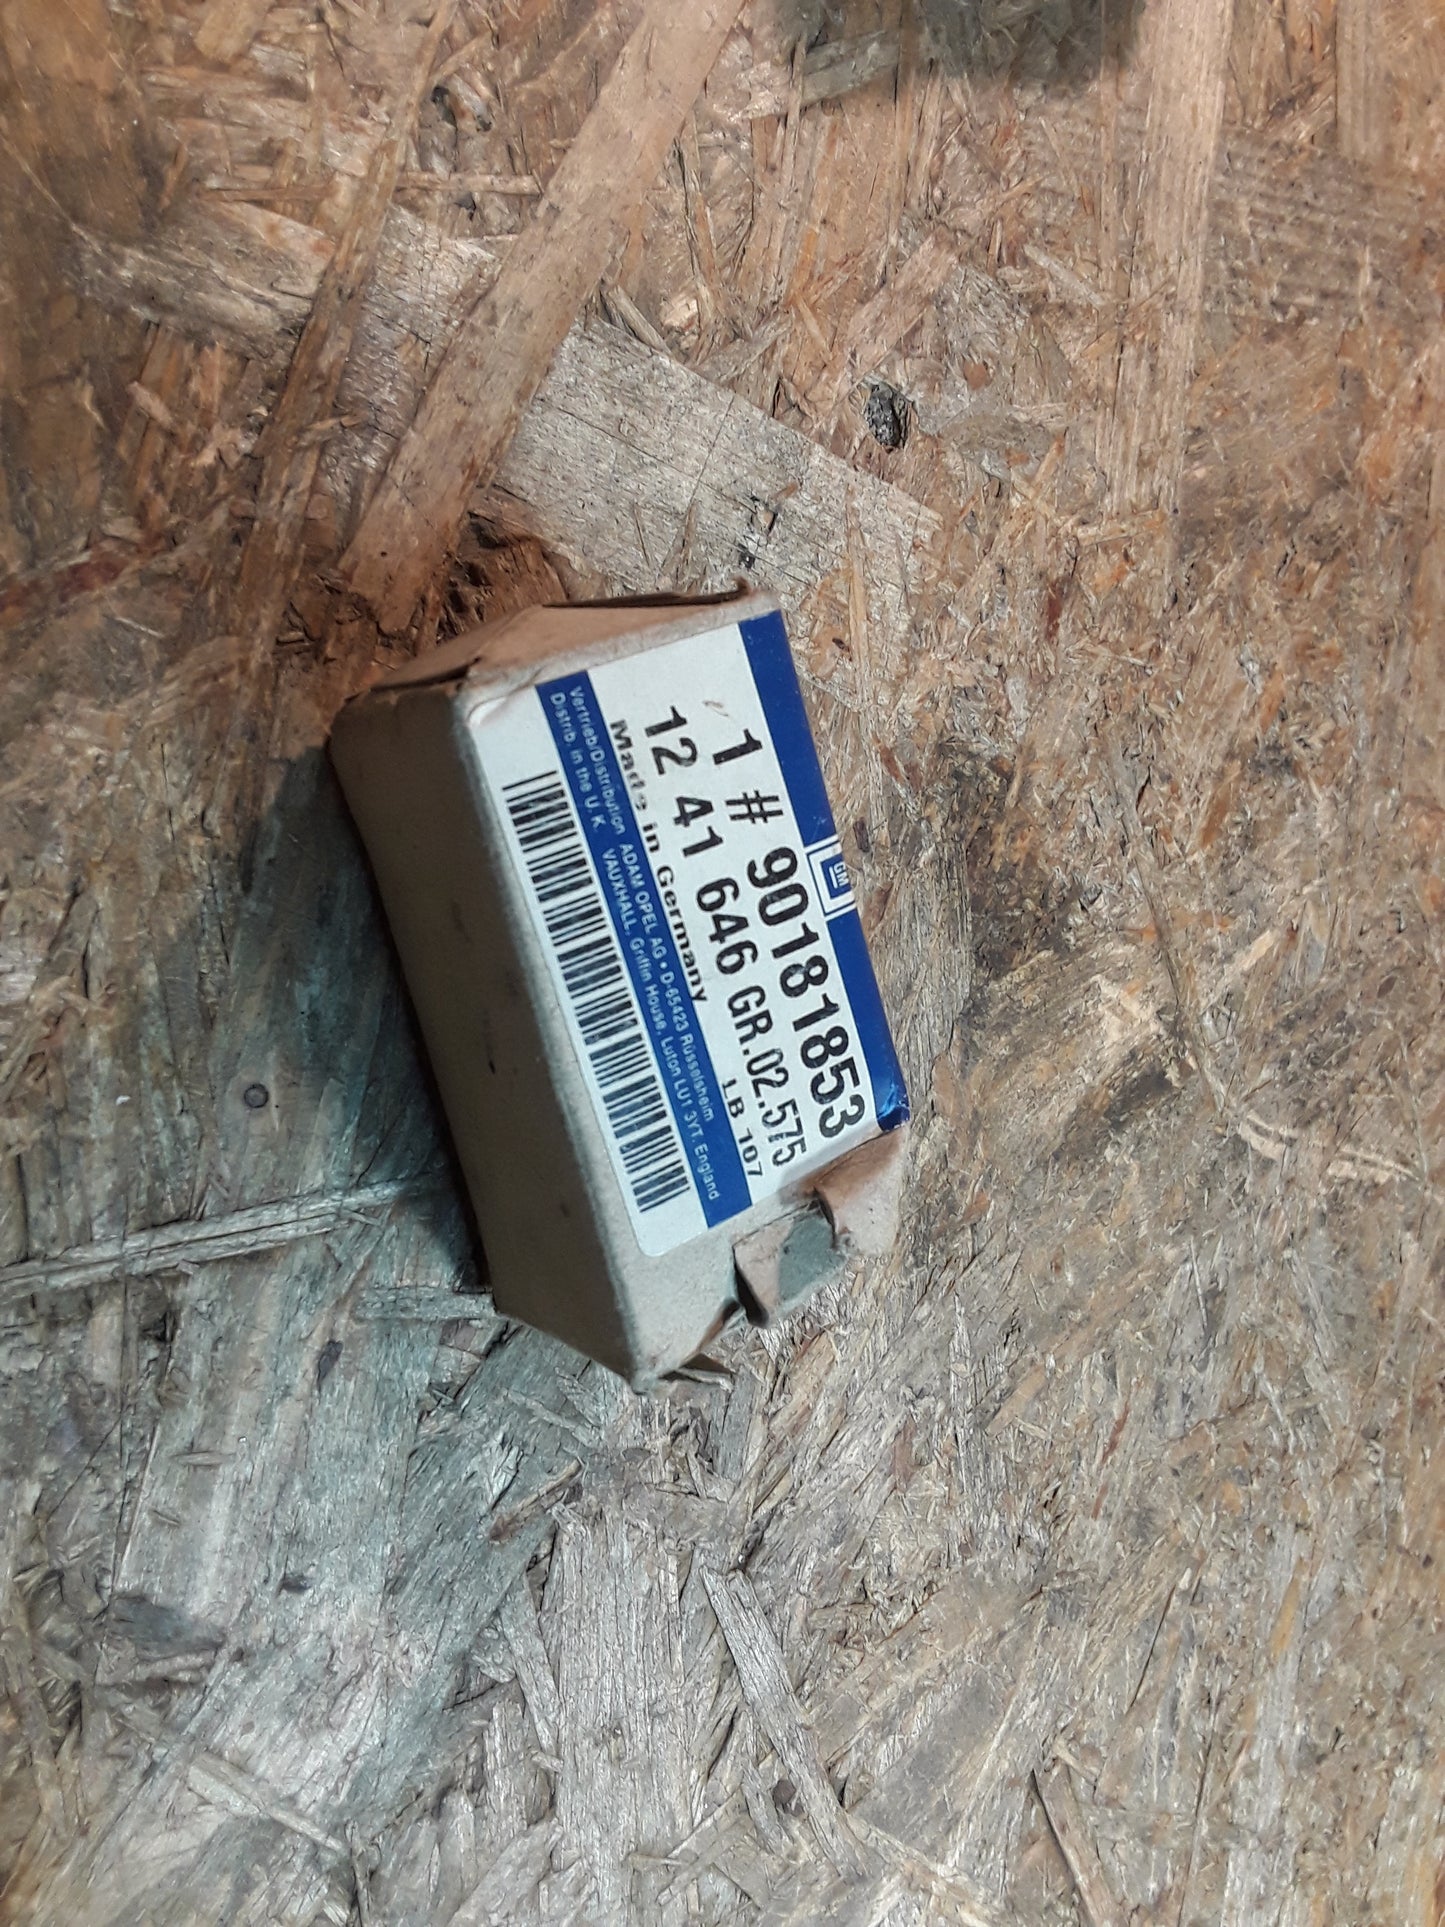 GM
1 # 90181853
12 41 646 GR.02.575
Made in Germany LB 107
Vertrieb/Distribution ADAM OPEL AG • D-65423 Rüsselsheim
Distrib. in the U.K. VAUXHALL, Griffin House, Luton LU1 3YT. England